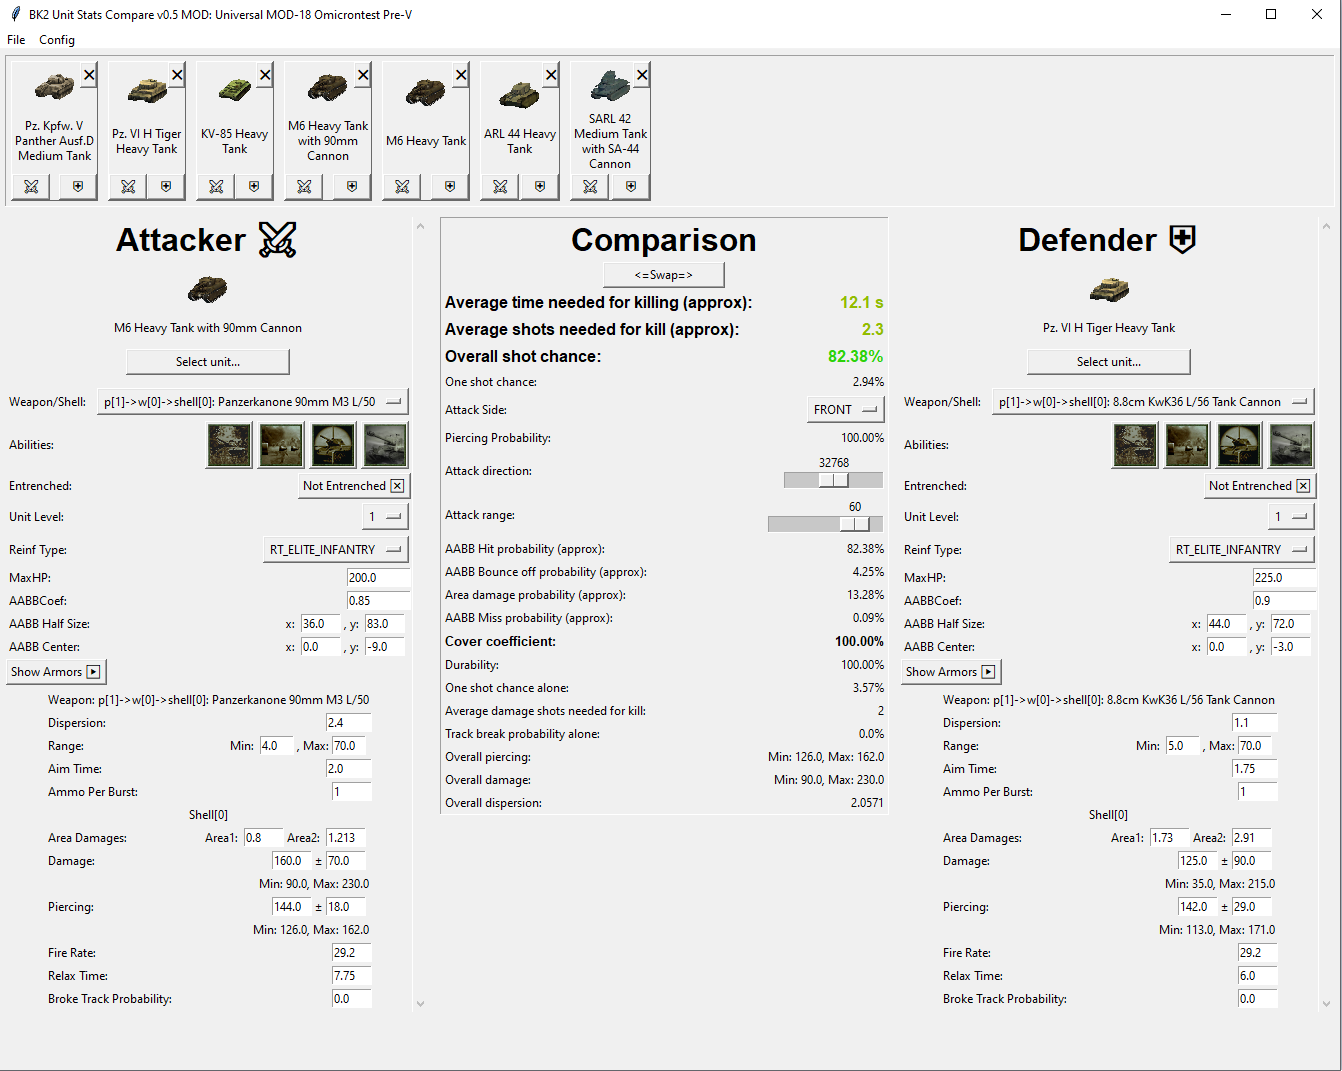 BK2 Unit Stats Compare v0.5 MOD: Universal MOD-18 Omicrontest Pre-V
File Config
Pz. Kpfw. V
Panther Ausf.D
Medium Tank
Pz. VI H Tiger
Heavy Tank
KV-85 Heavy
Tank
M6 Heavy Tank
with 90mm
Cannon
M6 Heavy Tank
ARL 44 Heavy
Tank
SARL 42
Medium Tank
with SA-44
Cannon
Attacker
M6 Heavy Tank with 90mm Cannon
Select unit...
Weapon/Shell: p[1]->w[0]->shell[0]: Panzerkanone 90mm M3 L/50
Abilities:
Entrenched: Not Entrenched
Unit Level: 1
Reinf Type: RT_ELITE_INFANTRY
MaxHP: 200.0
AABBCoef: 0.85
AABB Half Size: x: 36.0 , y: 83.0
AABB Center: x: 0.0 , y: -9.0
Show Armors
Weapon: p[1]->w[0]->shell[0]: Panzerkanone 90mm M3 L/50
Dispersion: 2.4
Range: Min: 4.0 , Max: 70.0
Aim Time: 2.0
Ammo Per Burst: 1
Shell[0]
Area Damages: Area1: 0.8 Area2: 1.213
Damage: 160.0 ± 70.0
Min: 90.0, Max: 230.0
Piercing: 144.0 ± 18.0
Min: 126.0, Max: 162.0
Fire Rate: 29.2
Relax Time: 7.75
Broke Track Probability: 0.0
Comparison
<=Swap=>
Average time needed for killing (approx): 12.1 s
Average shots needed for kill (approx): 2.3
Overall shot chance: 82.38%
One shot chance: 2.94%
Attack Side: FRONT
Piercing Probability: 100.00%
Attack direction: 32768
Attack range: 60
AABB Hit probability (approx): 82.38%
AABB Bounce off probability (approx): 4.25%
Area damage probability (approx): 13.28%
AABB Miss probability (approx): 0.09%
Cover coefficient: 100.00%
Durability: 100.00%
One shot chance alone: 3.57%
Average damage shots needed for kill: 2
Track break probability alone: 0.0%
Overall piercing: Min: 126.0, Max: 162.0
Overall damage: Min: 90.0, Max: 230.0
Overall dispersion: 2.0571
Defender
Pz. VI H Tiger Heavy Tank
Select unit...
Weapon/Shell: p[1]->w[0]->shell[0]: 8.8cm KwK36 L/56 Tank Cannon
Abilities:
Entrenched: Not Entrenched
Unit Level: 1
Reinf Type: RT_ELITE_INFANTRY
MaxHP: 225.0
AABBCoef: 0.9
AABB Half Size: x: 44.0 , y: 72.0
AABB Center: x: 0.0 , y: -3.0
Show Armors
Weapon: p[1]->w[0]->shell[0]: 8.8cm KwK36 L/56 Tank Cannon
Dispersion: 1.1
Range: Min: 5.0 , Max: 70.0
Aim Time: 1.75
Ammo Per Burst: 1
Shell[0]
Area Damages: Area1: 1.73 Area2: 2.91
Damage: 125.0 ± 90.0
Min: 35.0, Max: 215.0
Piercing: 142.0 ± 29.0
Min: 113.0, Max: 171.0
Fire Rate: 29.2
Relax Time: 6.0
Broke Track Probability: 0.0